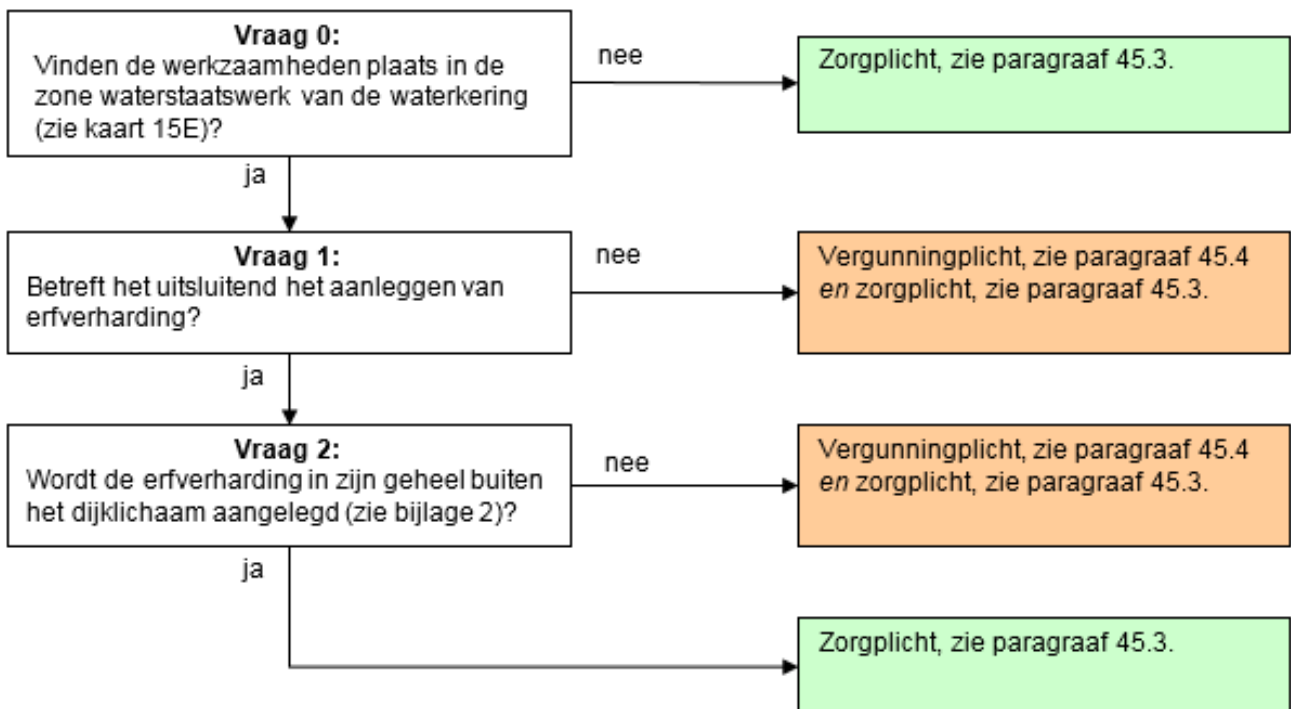 Vraag 0:
Vinden de werkzaamheden plaats in de
zone waterstaatswerk van de waterkering
(zie kaart 15E)?
nee
Zorgplicht, zie paragraaf 45.3.
ja
Vraag 1:
Betreft het uitsluitend het aanleggen van
erfverharding?
nee
Vergunningplicht, zie paragraaf 45.4
en zorgplicht, zie paragraaf 45.3.
ja
Vraag 2:
Wordt de erfverharding in zijn geheel buiten
het dijklichaam aangelegd (zie bijlage 2)?
nee
Vergunningplicht, zie paragraaf 45.4
en zorgplicht, zie paragraaf 45.3.
ja
Zorgplicht, zie paragraaf 45.3.